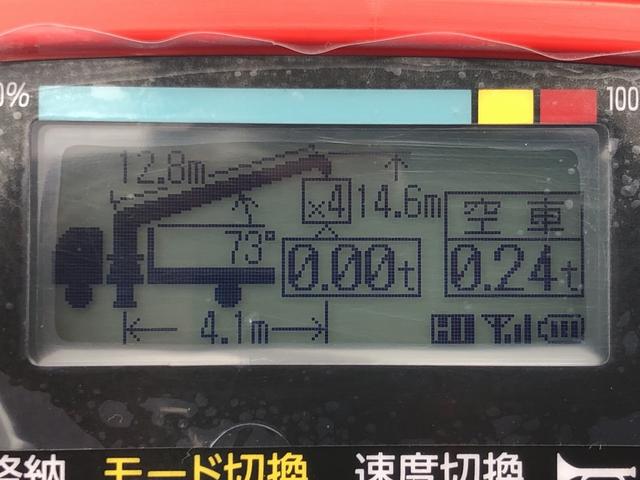 0% 100
12.8m
×4 14.6m 空車
73° 0.00t 0.24t
4.1m
格納 モード切換 速度切換